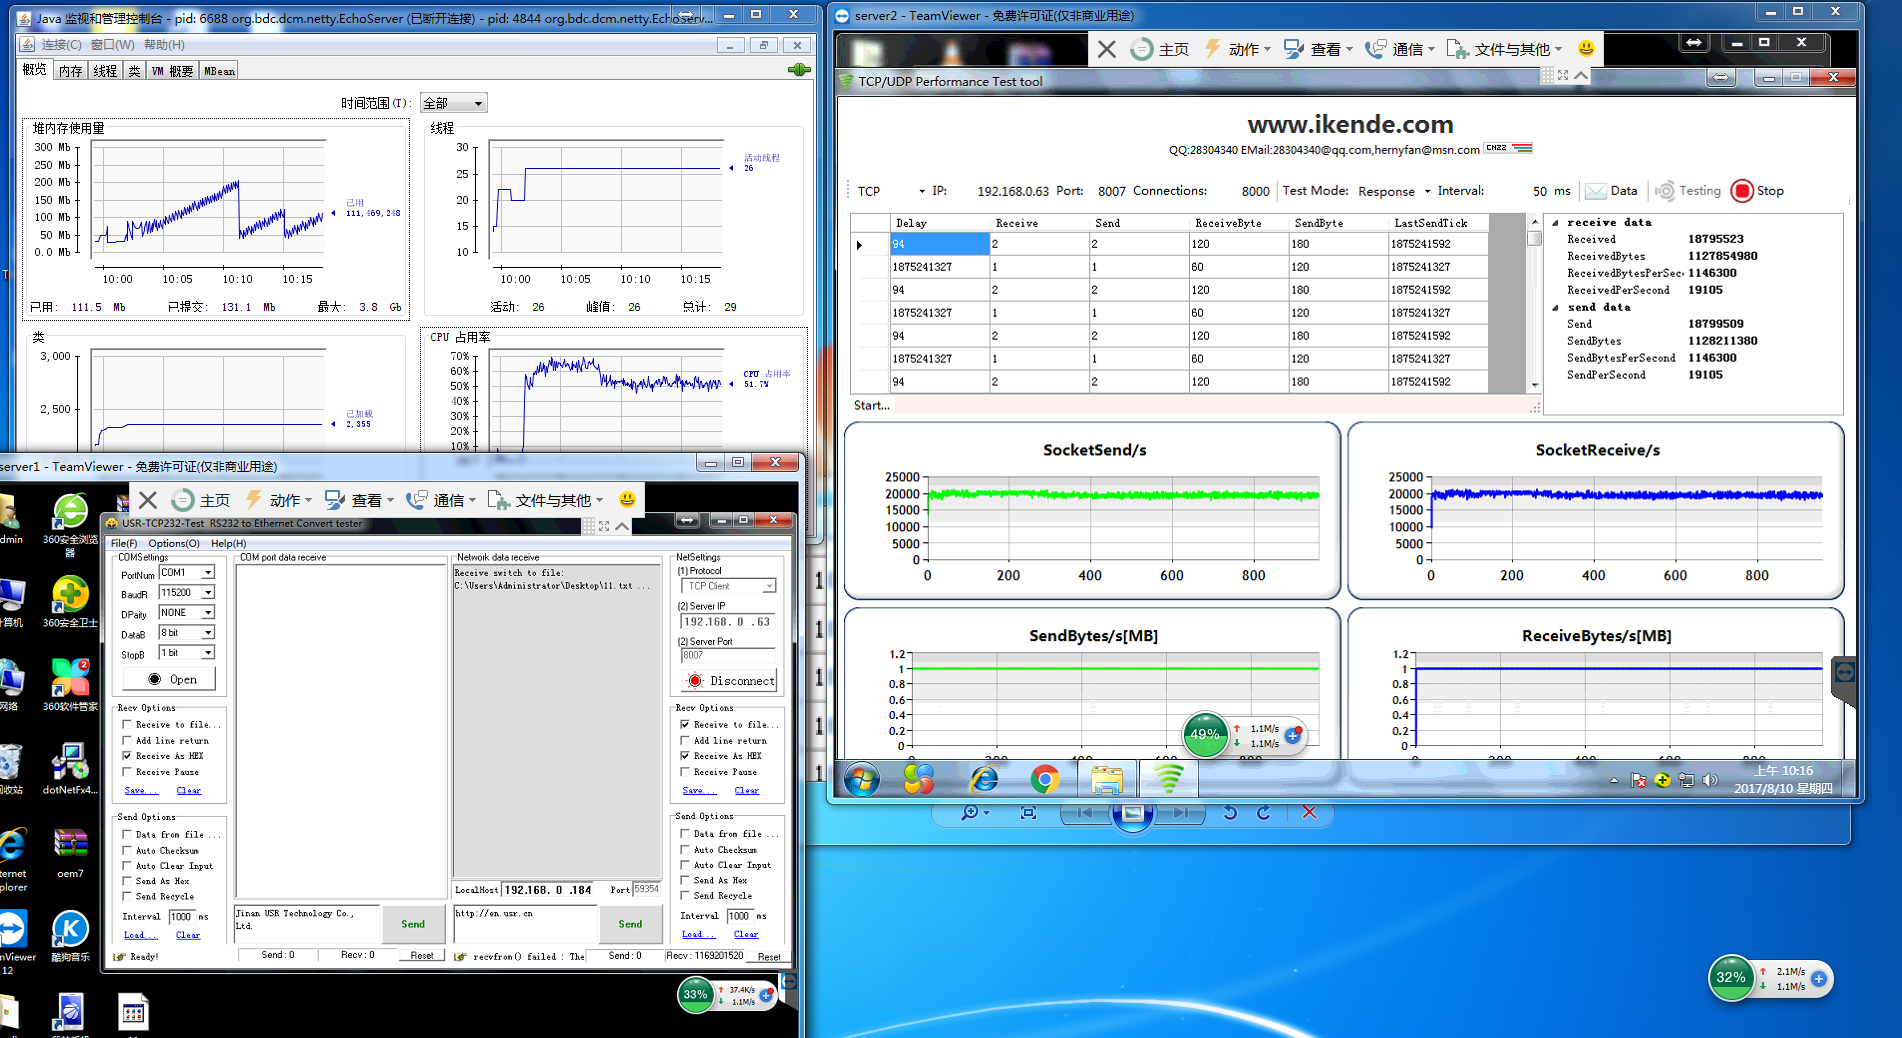 Java 监视和管理控制台 - pid: 6688 org.bdc.dcm.netty.EchoServer (已断开连接) - pid: 4844 org.bdc.dcm.netty.EchoServ...
连接(C) 窗口(W) 帮助(H)
概览 内存 线程 类 VM 概要 MBean
时间范围(T): 全部
堆内存使用量
300 Mb
250 Mb
200 Mb
150 Mb
100 Mb
50 Mb
0.0 Mb
10:00 10:05 10:10 10:15
已用
111,469,248
已用: 111.5 Mb 已提交: 131.1 Mb 最大: 3.8 Gb
线程
30
25
20
15
10
10:00 10:05 10:10 10:15
活动线程
26
活动: 26 峰值: 26 总计: 29
类
3,000
2,500
已加载
2,355
CPU 占用率
70%
60%
50%
40%
30%
20%
10%
CPU 占用率
51.7%
server1 - TeamViewer - 免费许可证(仅非商业用途)
主页 动作 查看 通信 文件与其他
USR-TCP232-Test RS232 to Ethernet Convert tester
File(F) Options(O) Help(H)
COMSettings
PortNum COM1
BaudR 115200
DPaity NONE
DataB 8 bit
StopB 1 bit
Open
Recv Options
Receive to file...
Add line return
Receive As HEX
Receive Pause
Save... Clear
Send Options
Data from file ...
Auto Checksum
Auto Clear Input
Send As Hex
Send Recycle
Interval 1000 ms
Load... Clear
COM port data receive
Jinan USR Technology Co.,
Ltd.
Send
Network data receive
Receive switch to file:
C:\Users\Administrator\Desktop\11.txt ...
LocalHost 192.168. 0 .184 Port 59354
http://en.usr.cn
Send
NetSettings
(1) Protocol
TCP Client
(2) Server IP
192.168. 0 .63
(2) Server Port
8007
Disconnect
Recv Options
Receive to file...
Add line return
Receive As HEX
Receive Pause
Save... Clear
Send Options
Data from file ...
Auto Checksum
Auto Clear Input
Send As Hex
Send Recycle
Interval 1000 ms
Load... Clear
Ready! Send: 0 Recv: 0 Reset
recvfrom() failed : The Send: 0 Recv: 1169201520 Reset
dmin
360安全浏览器
计算机
360安全卫士
网络
360软件管家
2
回收站
dotNetFx4...
ternet
plorer
oem7
mViewer
12
酷狗音乐
33% 37.4K/s
1.1M/s
server2 - TeamViewer - 免费许可证(仅非商业用途)
主页 动作 查看 通信 文件与其他
TCP/UDP Performance Test tool
www.ikende.com
QQ:28304340 EMail:28304340@qq.com,hernyfan@msn.com CNZZ
TCP IP: 192.168.0.63 Port: 8007 Connections: 8000 Test Mode: Response Interval: 50 ms Data Testing Stop
Delay Receive Send ReceiveByte SendByte LastSendTick
94 2 2 120 180 1875241592
1875241327 1 1 60 120 1875241327
94 2 2 120 180 1875241592
1875241327 1 1 60 120 1875241327
94 2 2 120 180 1875241592
1875241327 1 1 60 120 1875241327
94 2 2 120 180 1875241592
receive data
Received 18795523
ReceivedBytes 1127854980
ReceivedBytesPerSec 1146300
ReceivedPerSecond 19105
send data
Send 18799509
SendBytes 1128211380
SendBytesPerSecond 1146300
SendPerSecond 19105
Start...
SocketSend/s
25000
20000
15000
10000
5000
0
0 200 400 600 800
SocketReceive/s
25000
20000
15000
10000
5000
0
0 200 400 600 800
SendBytes/s[MB]
1.2
1
0.8
0.6
0.4
0.2
0
ReceiveBytes/s[MB]
1.2
1
0.8
0.6
0.4
0.2
0
49% 1.1M/s
1.1M/s
上午 10:16
2017/8/10 星期四
32% 2.1M/s
1.1M/s